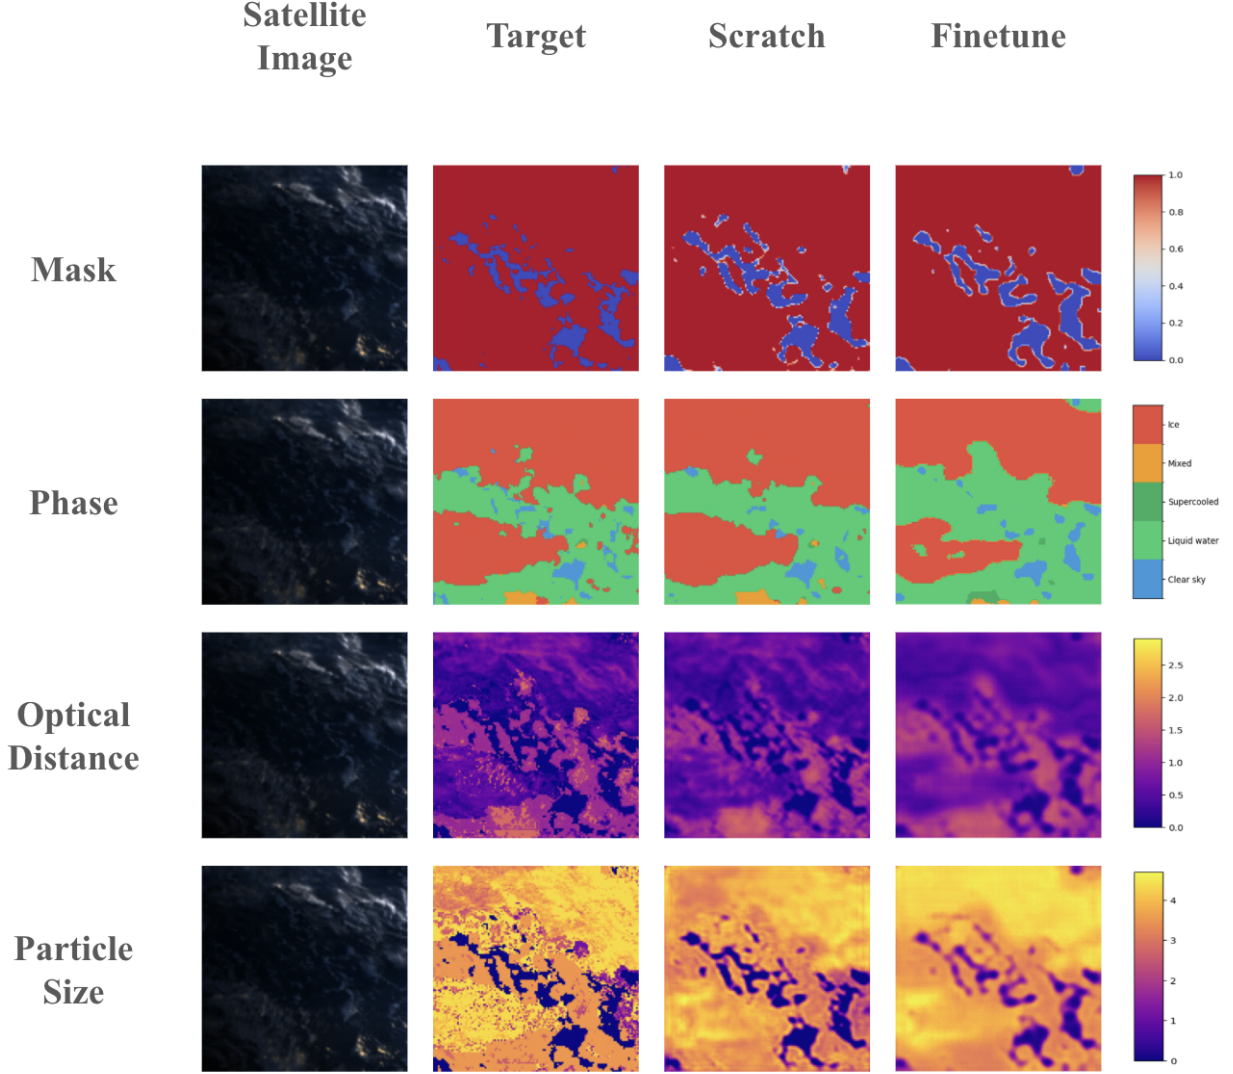 Satellite
Image
Target
Scratch
Finetune
Mask
1.0
0.8
0.6
0.4
0.2
0.0
Phase
Ice
Mixed
Supercooled
Liquid water
Clear sky
Optical
Distance
2.5
2.0
1.5
1.0
0.5
0.0
Particle
Size
4
3
2
1
0